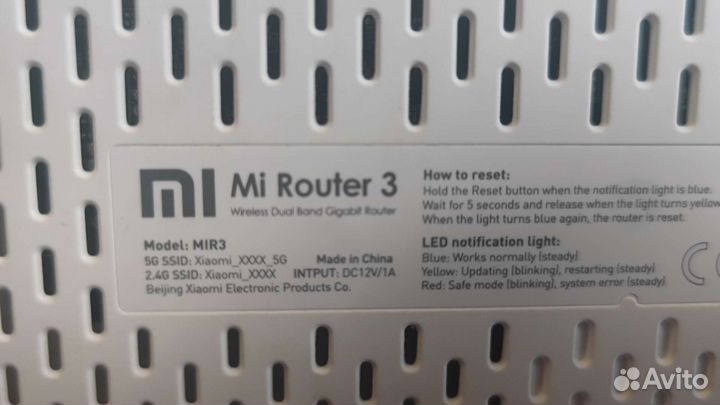 mi Mi Router 3
Wireless Dual Band Gigabit Router
Model: MIR3
5G SSID: Xiaomi_XXXX_5G Made in China
2.4G SSID: Xiaomi_XXXX INTPUT: DC12V/1A
Beijing Xiaomi Electronic Products Co.
How to reset:
Hold the Reset button when the notification light is blue.
Wait for 5 seconds and release when the light turns yellow
When the light turns blue again, the router is reset.
LED notification light:
Blue: Works normally (steady)
Yellow: Updating (blinking), restarting (steady)
Red: Safe mode (blinking), system error (steady)
C
Avito